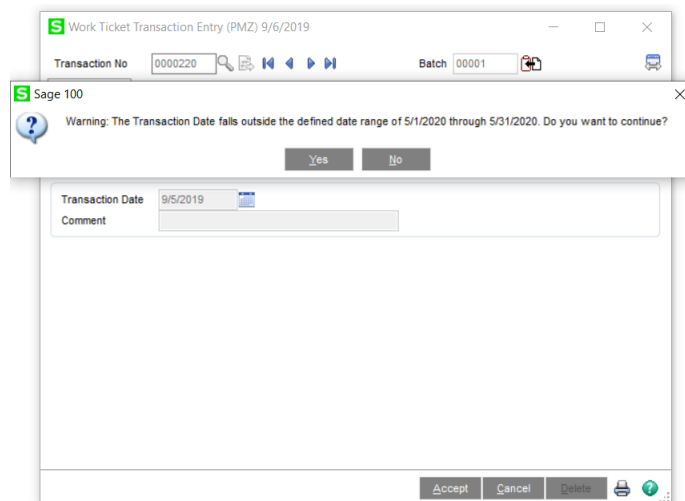 S Work Ticket Transaction Entry (PMZ) 9/6/2019
Transaction No 0000220 Batch 00001
S Sage 100
? Warning: The Transaction Date falls outside the defined date range of 5/1/2020 through 5/31/2020. Do you want to continue?
Yes No
Transaction Date 9/5/2019
Comment
Accept Cancel Delete ?